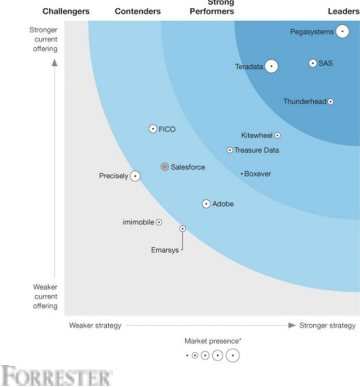 Challengers
Contenders
Strong
Performers
Leaders
Stronger
current
offering
Pegasystems
SAS
Teradata
Thunderhead
FICO
Kitewheel
Treasure Data
Salesforce
Boxever
Precisely
Adobe
imimobile
Emarsys
Weaker
current
offering
Weaker strategy
Stronger strategy
Market presence*
FORRESTER